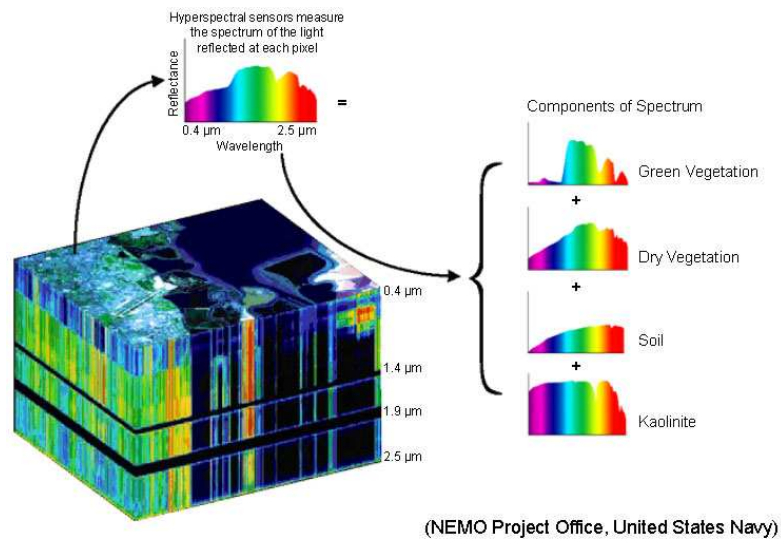 Hyperspectral sensors measure
the spectrum of the light
reflected at each pixel
Reflectance
=
0.4 µm 2.5 µm
Wavelength
Components of Spectrum
Green Vegetation
+
Dry Vegetation
+
Soil
+
Kaolinite
0.4 µm
1.4 µm
1.9 µm
2.5 µm
(NEMO Project Office, United States Navy)